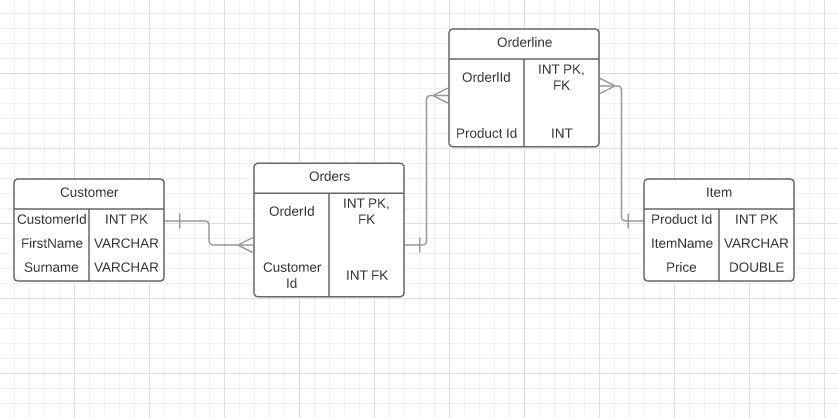 Orderline
OrderlId INT PK,
FK
Product Id INT
Orders
OrderId INT PK,
FK
Customer
Id INT FK
Customer
CustomerId INT PK
FirstName VARCHAR
Surname VARCHAR
Item
Product Id INT PK
ItemName VARCHAR
Price DOUBLE